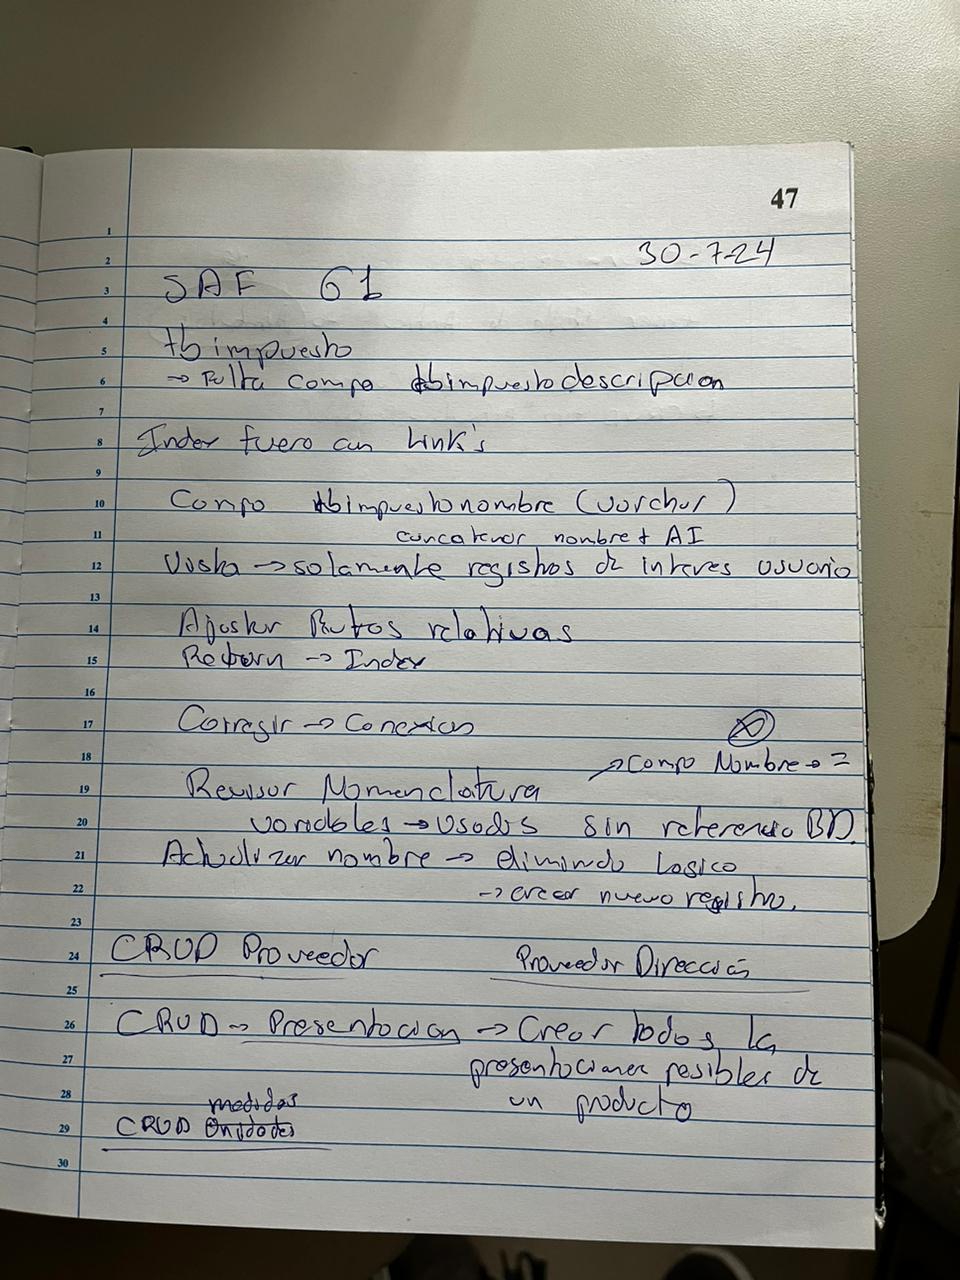 47
30-7-24
SAF G1
tbimpuesto
→ Falta campo tbimpuestodescripcion
Index fuera con Link's
Campo tbimpuestonombre (varchar)
concatenar nombre + AI
Vista → solamente registros de interes usuario
Ajustar Rutas relativas
Return → Index
Corregir → Conexion
→ Campo Nombre → =
Revisar Nomenclatura
variables → usadas sin referencia BD.
Actualizar nombre → eliminado Logico
→ crear nuevo registro.
CRUD Proveedor Proveedor Direccion
CRUD → Presentacion → Crear todos la
presentaciones posibles de
un producto
medidas
CRUD Unidades
1
2
3
4
5
6
7
8
9
10
11
12
13
14
15
16
17
18
19
20
21
22
23
24
25
26
27
28
29
30